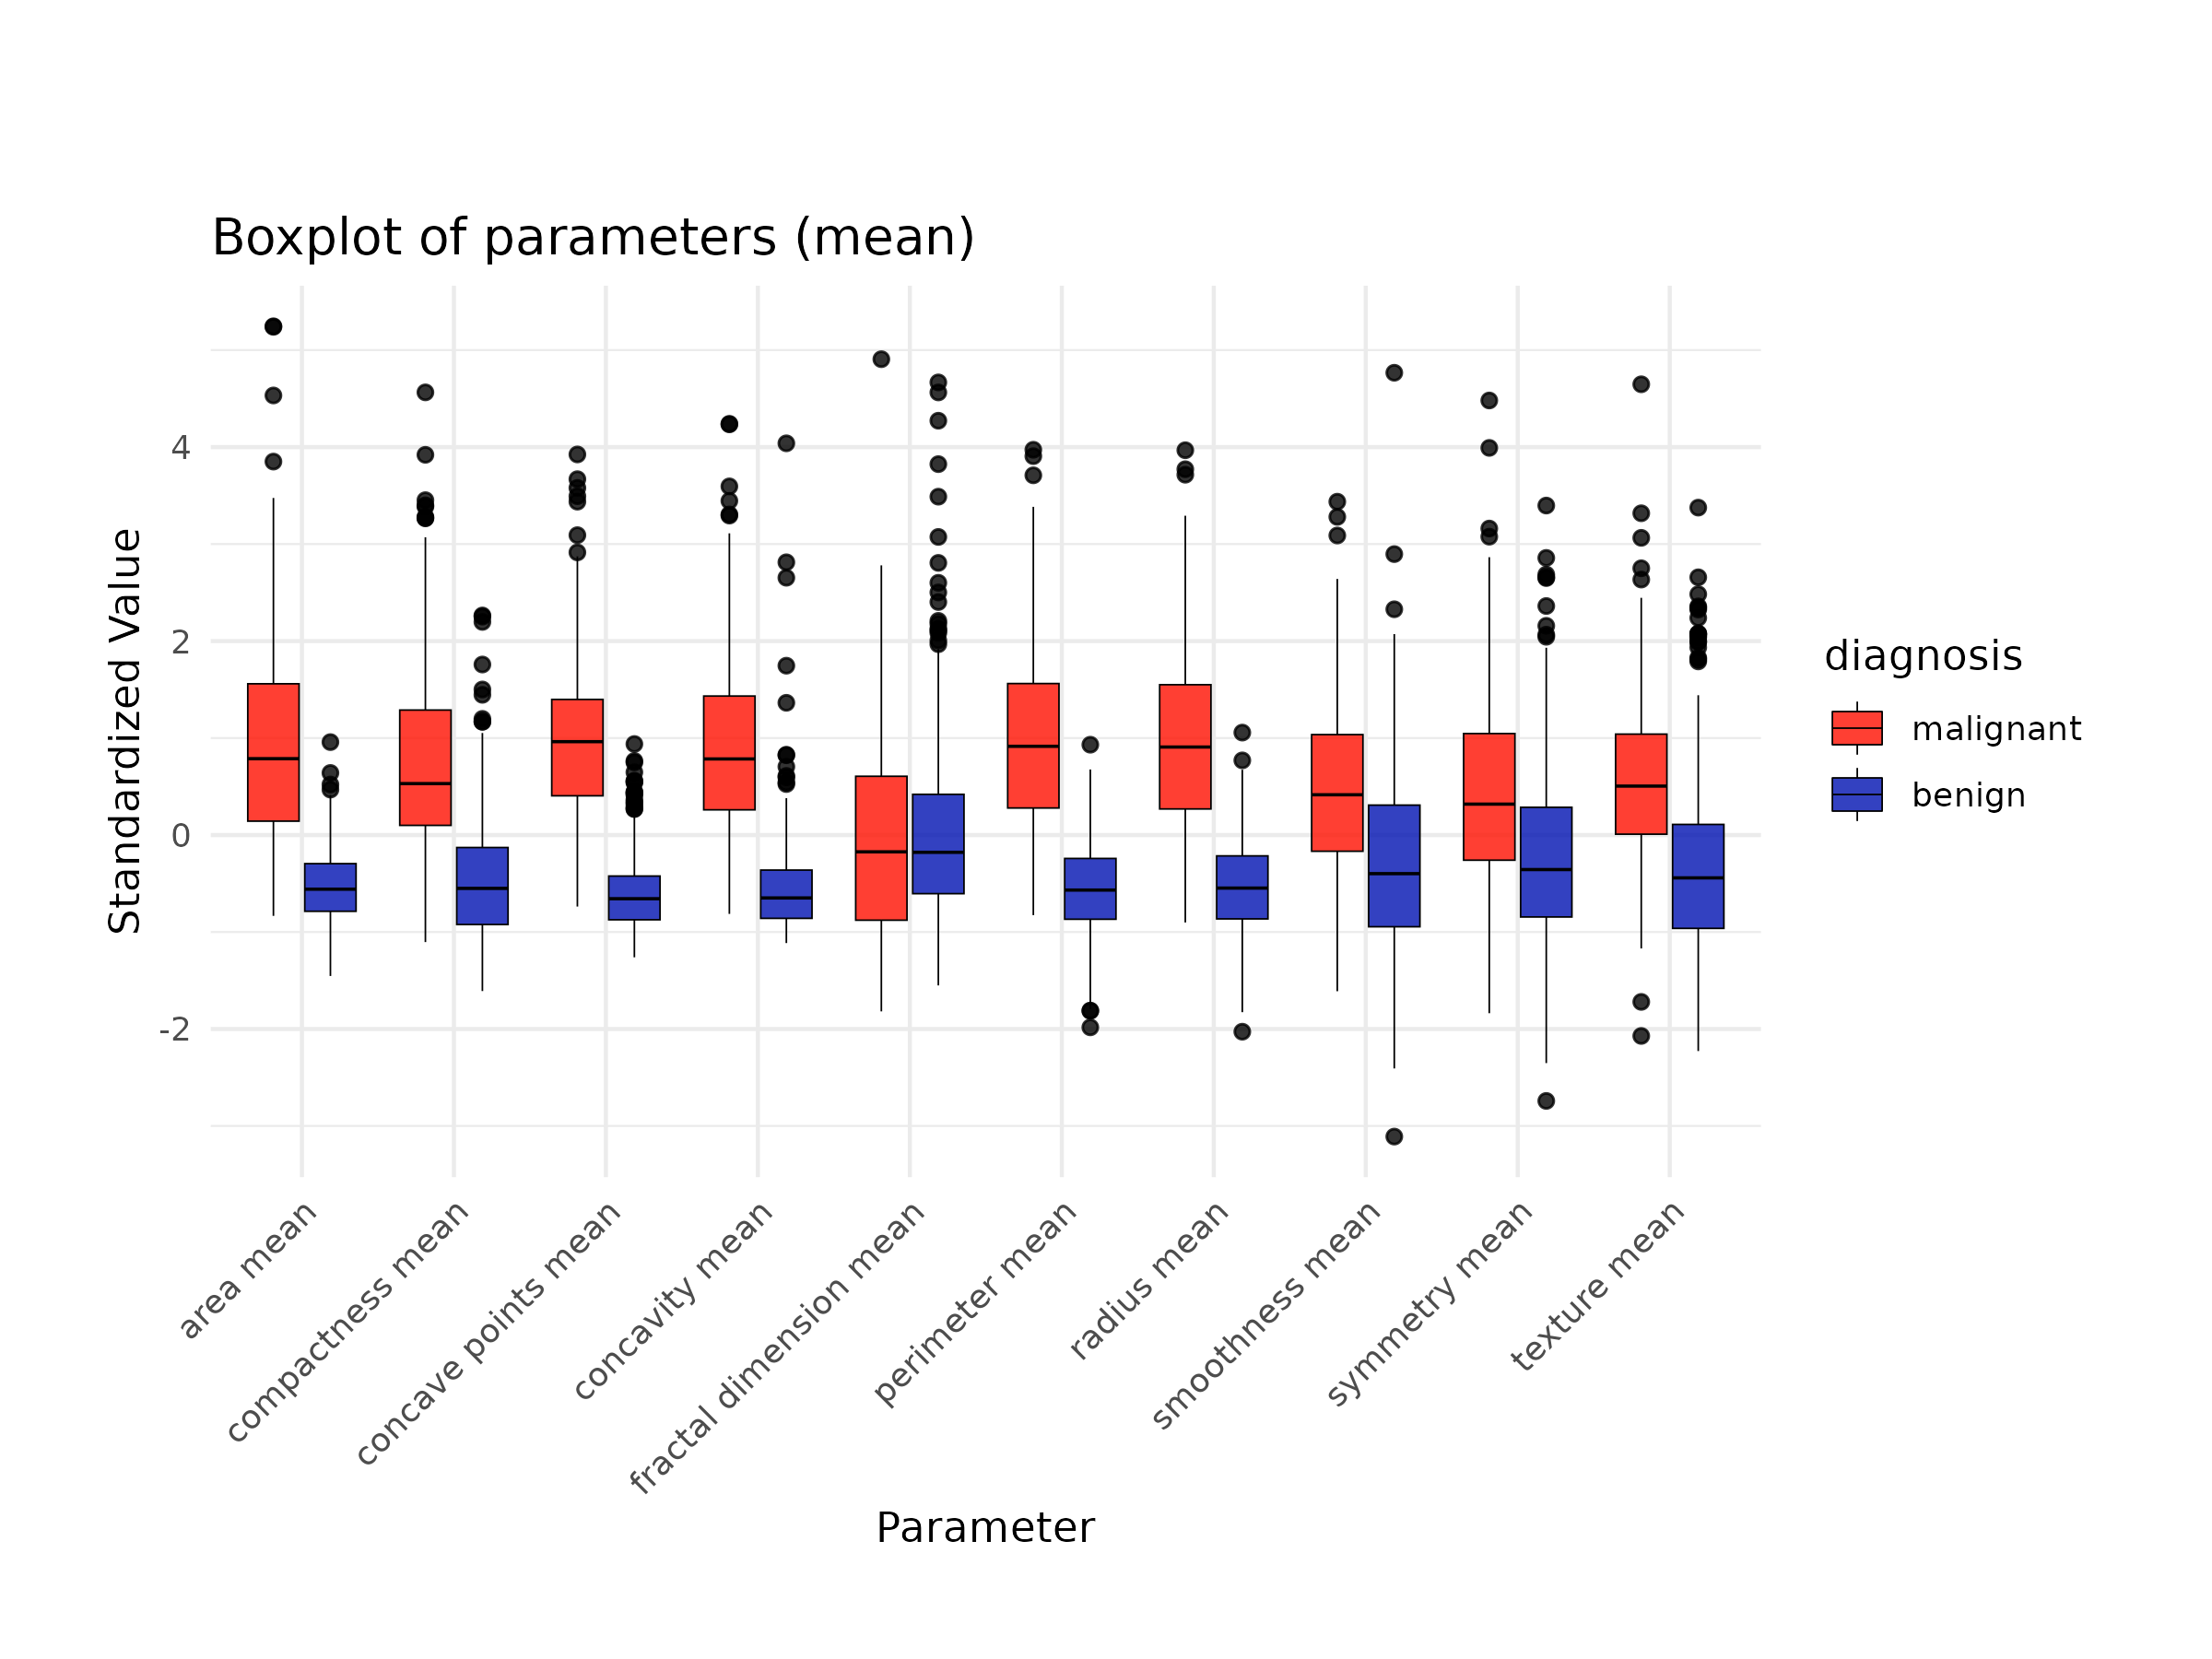 Boxplot of parameters (mean)
Standardized Value
4
2
0
-2
area mean
compactness mean
concave points mean
concavity mean
fractal dimension mean
perimeter mean
radius mean
smoothness mean
symmetry mean
texture mean
Parameter
diagnosis
malignant
benign